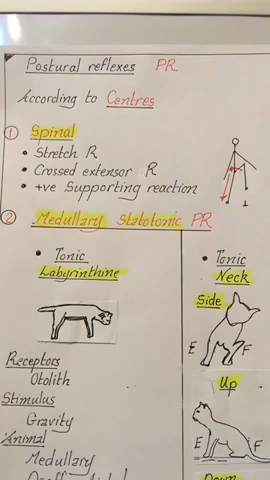 Postural reflexes PR
According to Centres
① Spinal
• Stretch R
• Crossed extensor R
• +ve Supporting reaction
② Medullary Statotonic PR
• Tonic
Labyrinthine
Receptors
Otolith
Stimulus
Gravity
Animal
Medullary
• Tonic
Neck
Side
E F
Up
E F
Down